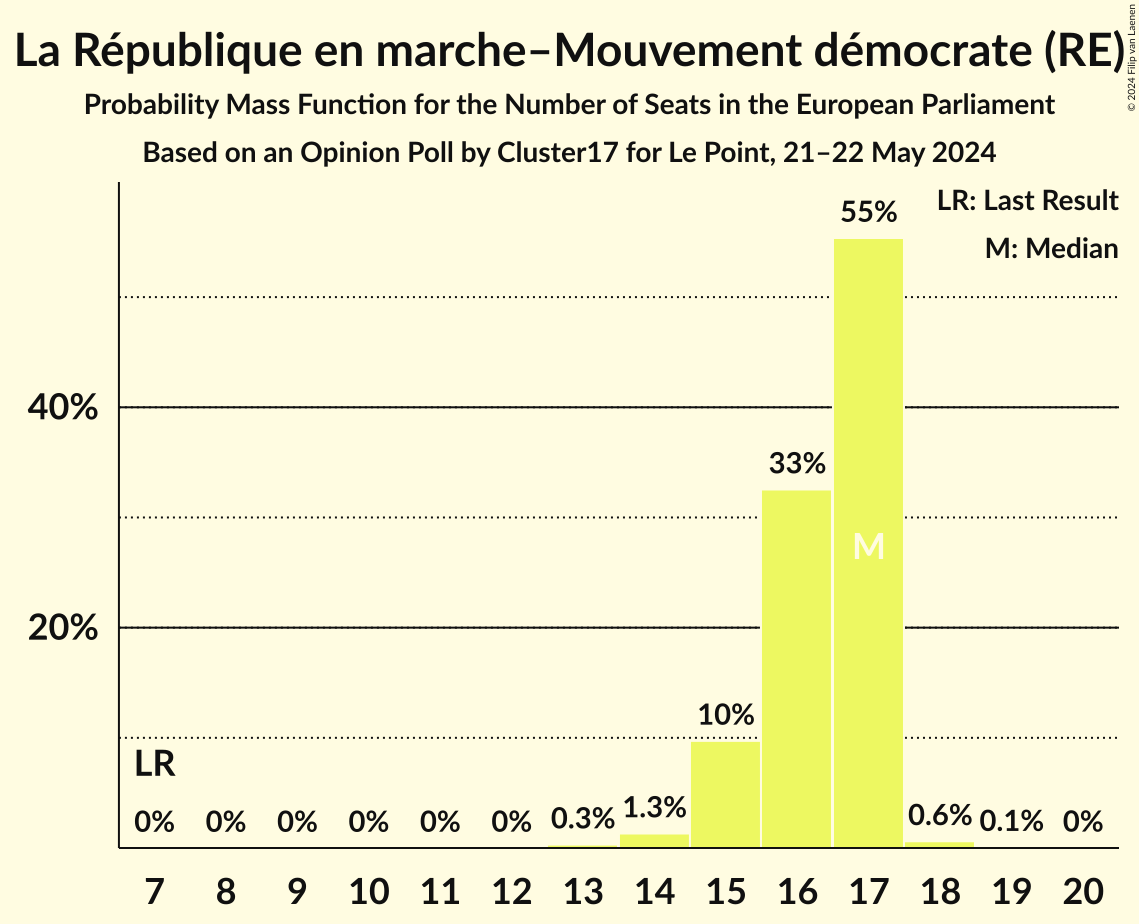 La République en marche–Mouvement démocrate (RE)
Probability Mass Function for the Number of Seats in the European Parliament
Based on an Opinion Poll by Cluster17 for Le Point, 21–22 May 2024
© 2024 Filip van Laenen
LR: Last Result
M: Median
55%
40%
33%
M
20%
10%
LR
0% 0% 0% 0% 0% 0% 0.3% 1.3% 0.6% 0.1% 0%
7 8 9 10 11 12 13 14 15 16 17 18 19 20